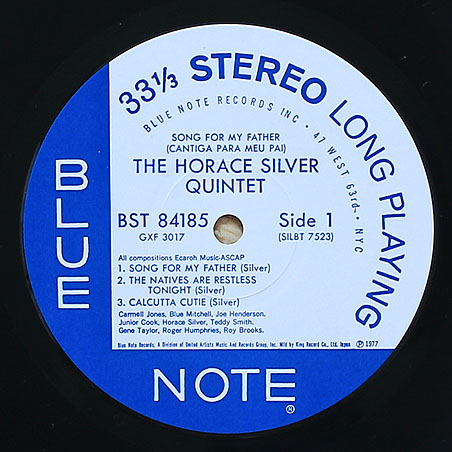 33⅓ STEREO LONG PLAYING
BLUE NOTE RECORDS INC • 47 WEST 63rd • NYC
SONG FOR MY FATHER
(CANTIGA PARA MEU PAI)
THE HORACE SILVER
QUINTET
BST 84185 Side 1
GXF 3017 (SILBT 7523)
All compositions Ecaroh Music-ASCAP
1. SONG FOR MY FATHER (Silver)
2. THE NATIVES ARE RESTLESS
TONIGHT (Silver)
3. CALCUTTA CUTIE (Silver)
Carmell Jones, Blue Mitchell, Joe Henderson,
Junior Cook, Horace Silver, Teddy Smith,
Gene Taylor, Roger Humphries, Roy Brooks.
Blue Note Records, A Division of United Artists Music And Records Group, Inc. Mfd by King Record Co., Ltd, Japan ℗ 1977
BLUE
NOTE ®